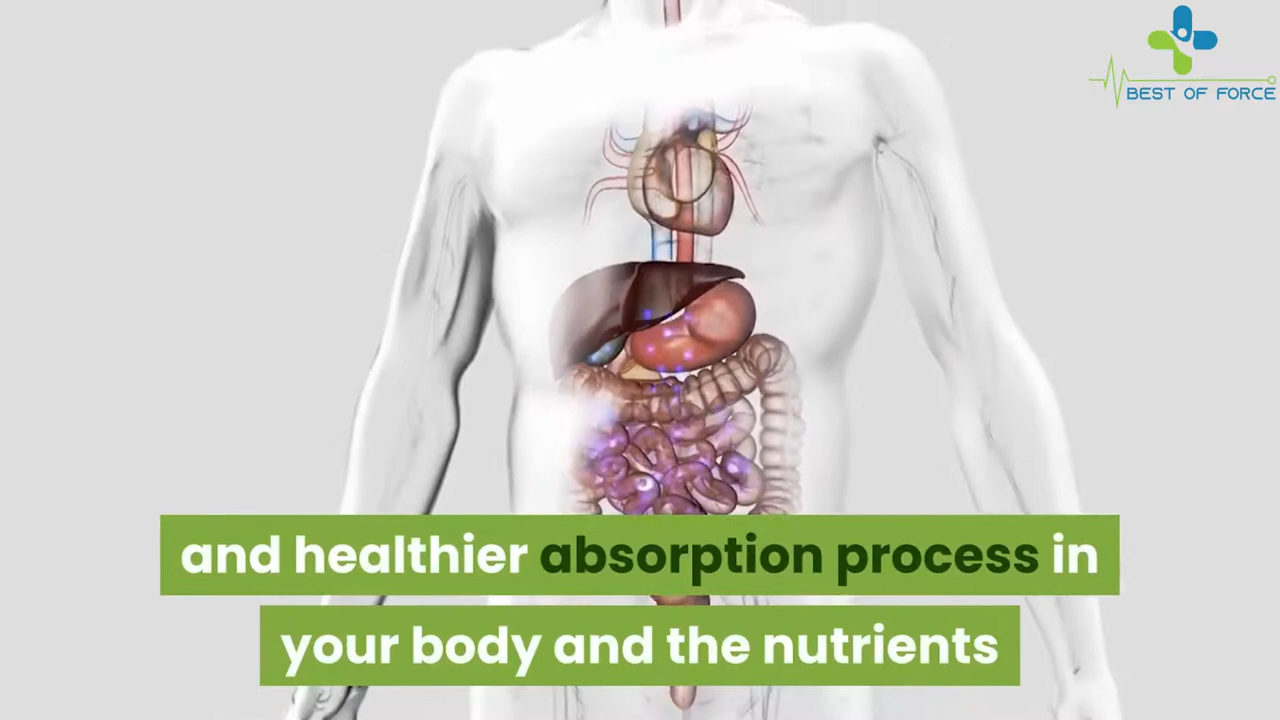 BEST OF FORCE
and healthier absorption process in
your body and the nutrients